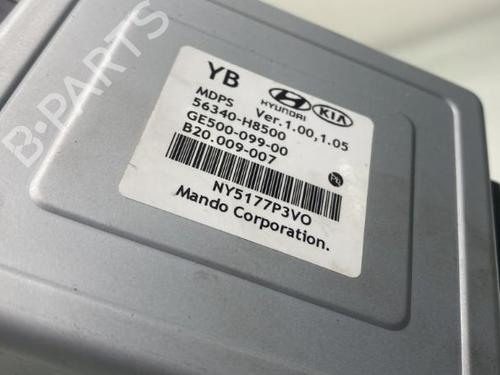 B-PARTS
YB HYUNDAI KIA
MDPS Ver.1.00,1.05
56340-H8500
GE500-099-00
B20.009-007
NY5177P3VO
Mando Corporation.